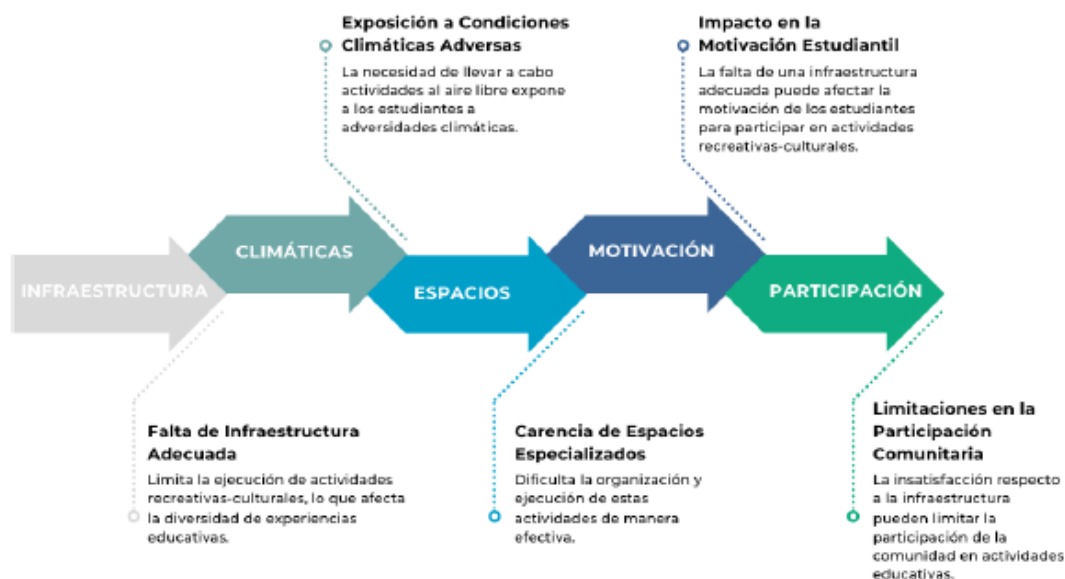 Exposición a Condiciones
Climáticas Adversas
La necesidad de llevar a cabo
actividades al aire libre expone
a los estudiantes a
adversidades climáticas.
Impacto en la
Motivación Estudiantil
La falta de una infraestructura
adecuada puede afectar la
motivación de los estudiantes
para participar en actividades
recreativas-culturales.
INFRAESTRUCTURA
CLIMÁTICAS
ESPACIOS
MOTIVACIÓN
PARTICIPACIÓN
Falta de Infraestructura
Adecuada
Limita la ejecución de actividades
recreativas-culturales, lo que afecta
la diversidad de experiencias
educativas.
Carencia de Espacios
Especializados
Dificulta la organización y
ejecución de estas
actividades de manera
efectiva.
Limitaciones en la
Participación
Comunitaria
La insatisfacción respecto
a la infraestructura
pueden limitar la
participación de la
comunidad en actividades
educativas.